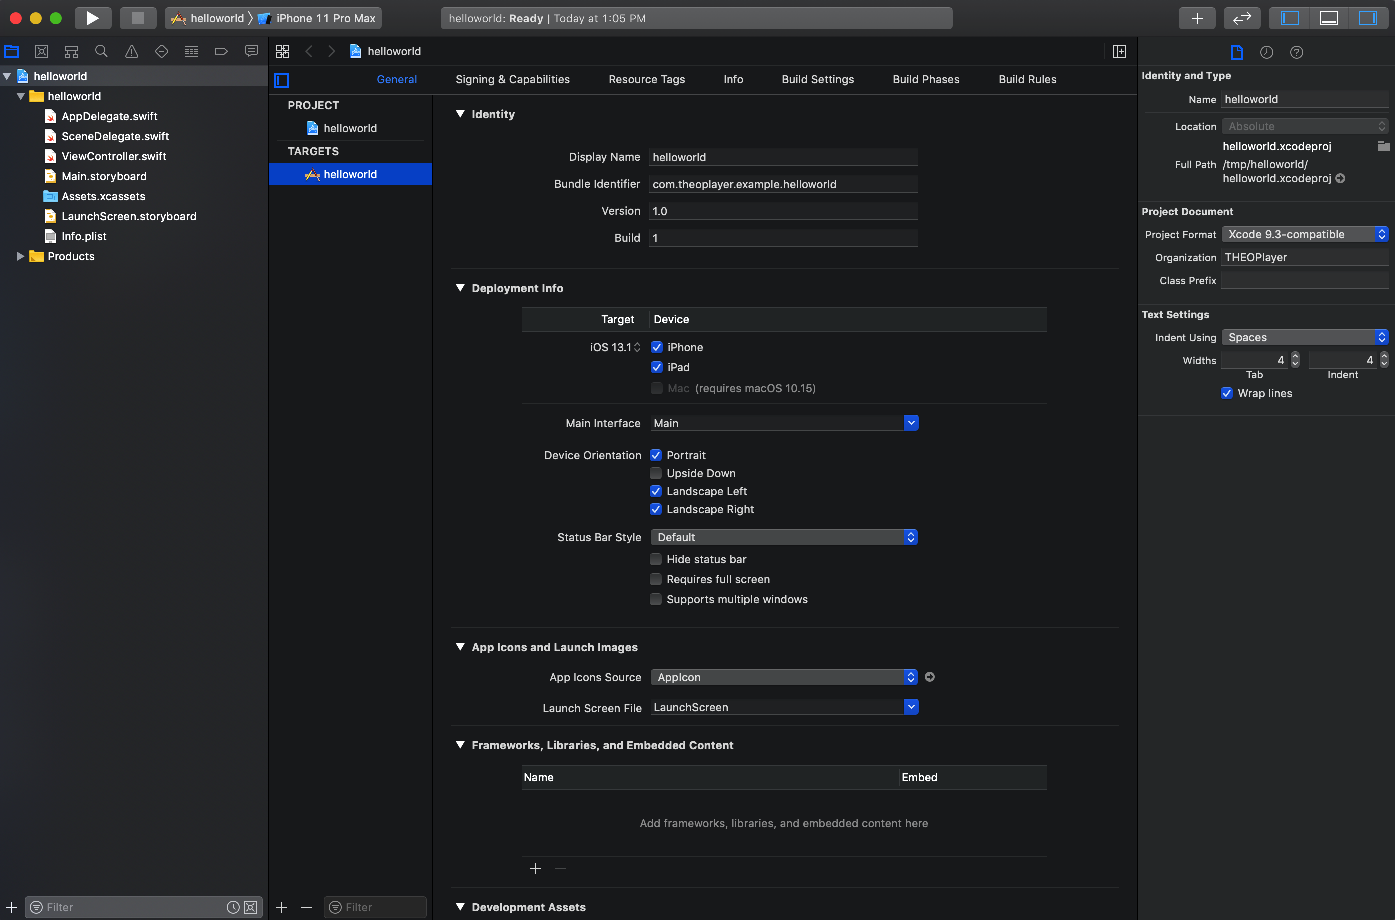 helloworld iPhone 11 Pro Max
helloworld: Ready | Today at 1:05 PM
helloworld
helloworld
AppDelegate.swift
SceneDelegate.swift
ViewController.swift
Main.storyboard
Assets.xcassets
LaunchScreen.storyboard
Info.plist
Products
Filter
helloworld
General Signing & Capabilities Resource Tags Info Build Settings Build Phases Build Rules
PROJECT
helloworld
TARGETS
helloworld
Filter
Identity
Display Name helloworld
Bundle Identifier com.theoplayer.example.helloworld
Version 1.0
Build 1
Deployment Info
Target Device
iOS 13.1 iPhone
iPad
Mac (requires macOS 10.15)
Main Interface Main
Device Orientation Portrait
Upside Down
Landscape Left
Landscape Right
Status Bar Style Default
Hide status bar
Requires full screen
Supports multiple windows
App Icons and Launch Images
App Icons Source AppIcon
Launch Screen File LaunchScreen
Frameworks, Libraries, and Embedded Content
Name Embed
Add frameworks, libraries, and embedded content here
Development Assets
Identity and Type
Name helloworld
Location Absolute
helloworld.xcodeproj
Full Path /tmp/helloworld/
helloworld.xcodeproj
Project Document
Project Format Xcode 9.3-compatible
Organization THEOPlayer
Class Prefix
Text Settings
Indent Using Spaces
Widths 4 4
Tab Indent
Wrap lines